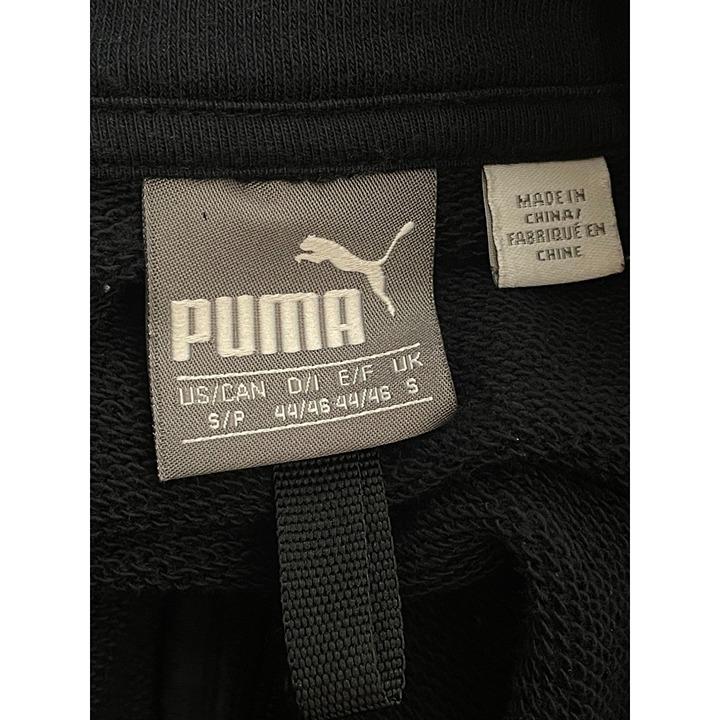 PUMA
US/CAN D/I E/F UK
S/P 44/46 44/46 S
MADE IN
CHINA/
FABRIQUÉ EN
CHINE